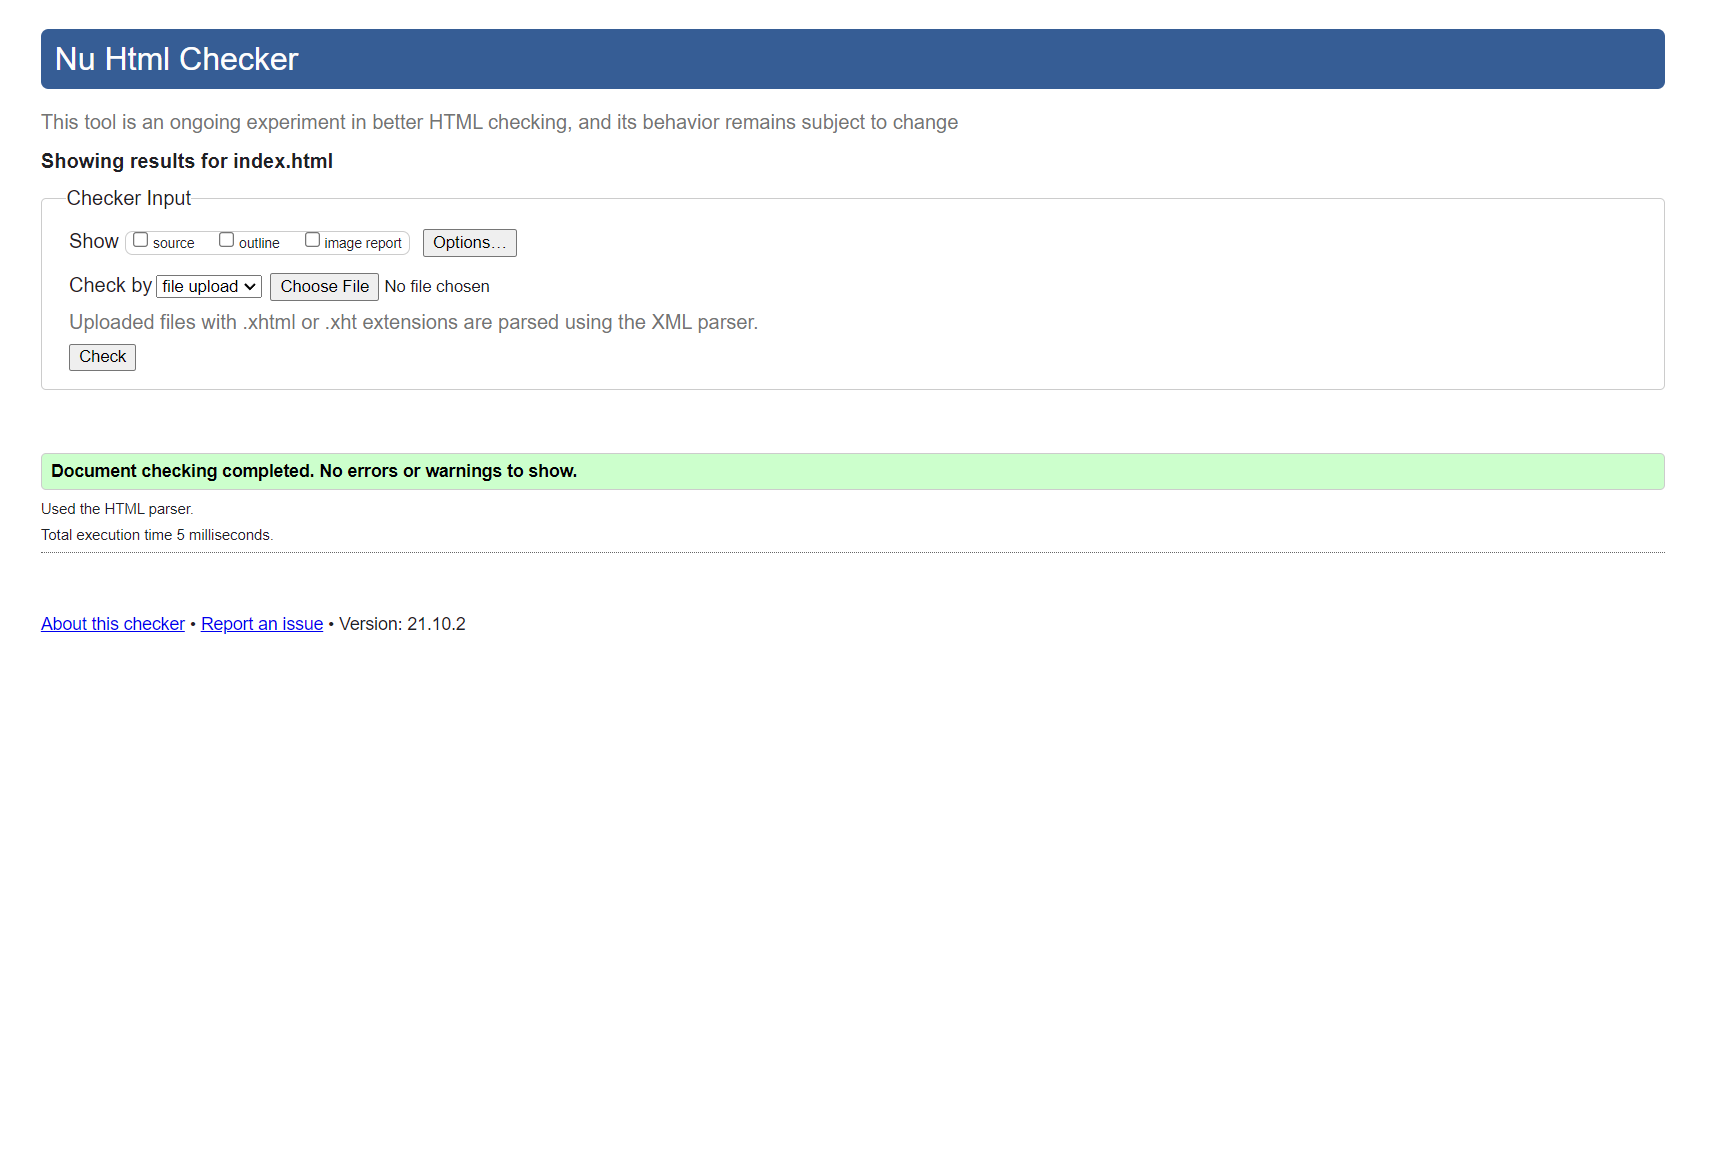 Nu Html Checker
This tool is an ongoing experiment in better HTML checking, and its behavior remains subject to change
Showing results for index.html
Checker Input
Show source outline image report Options…
Check by file upload Choose File No file chosen
Uploaded files with .xhtml or .xht extensions are parsed using the XML parser.
Check
Document checking completed. No errors or warnings to show.
Used the HTML parser.
Total execution time 5 milliseconds.
About this checker • Report an issue • Version: 21.10.2